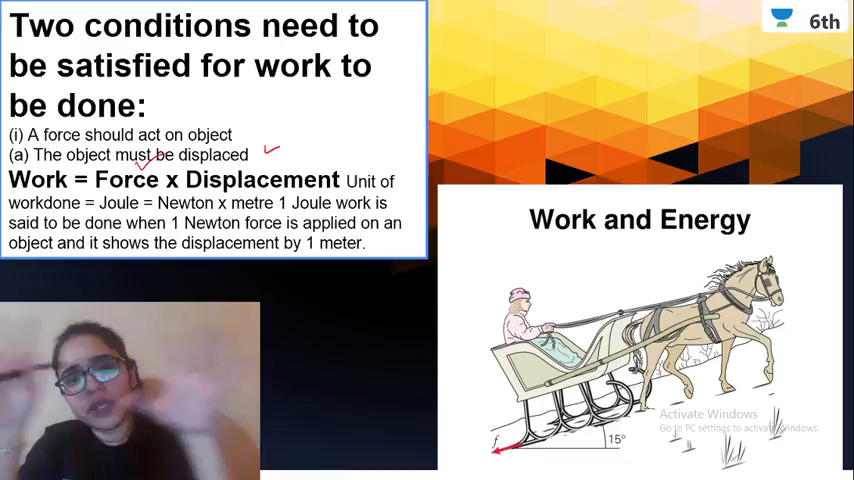 Two conditions need to
be satisfied for work to
be done:
(i) A force should act on object
(a) The object must be displaced
Work = Force x Displacement Unit of
workdone = Joule = Newton x metre 1 Joule work is
said to be done when 1 Newton force is applied on an
object and it shows the displacement by 1 meter.
6th
Work and Energy
f
15°
Activate Windows
Go to PC settings to activate Windows.